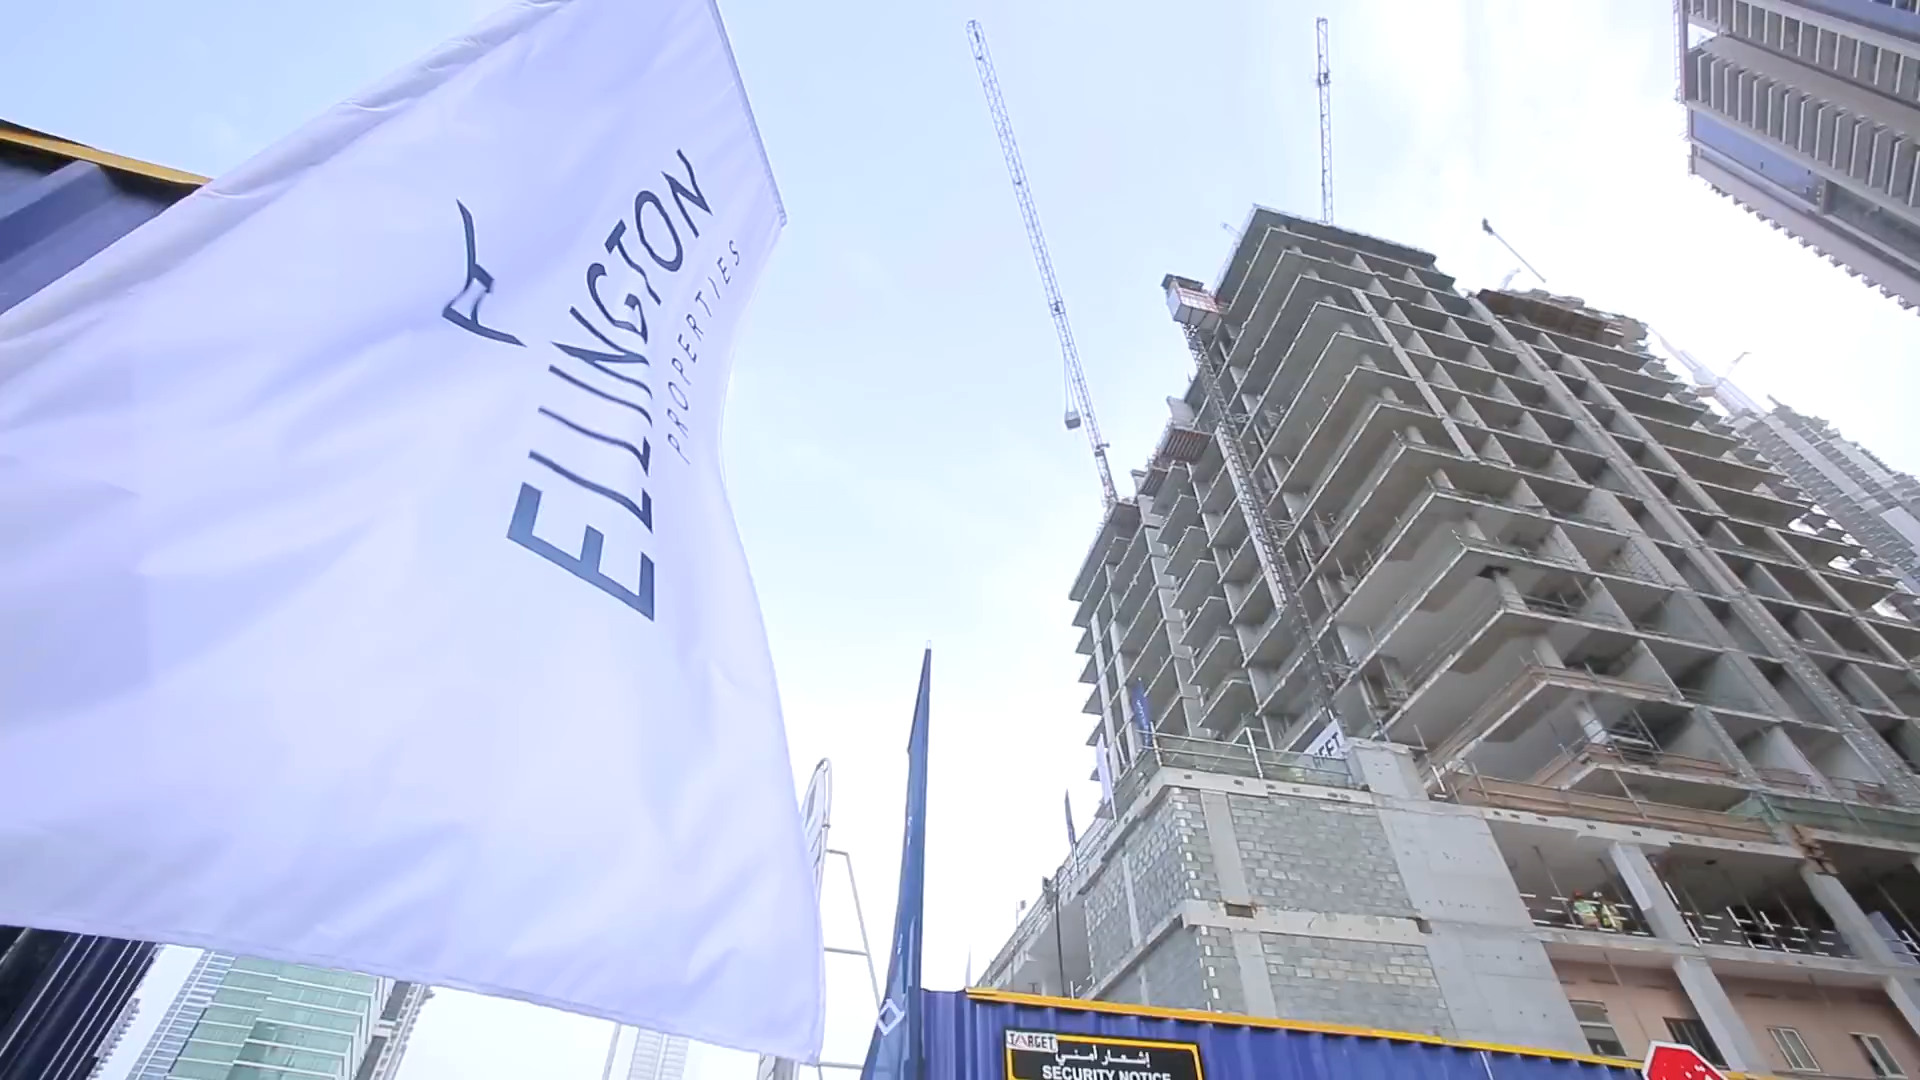 ELLINGTON
PROPERTIES
TARGET
إشعار أمني
SECURITY NOTICE